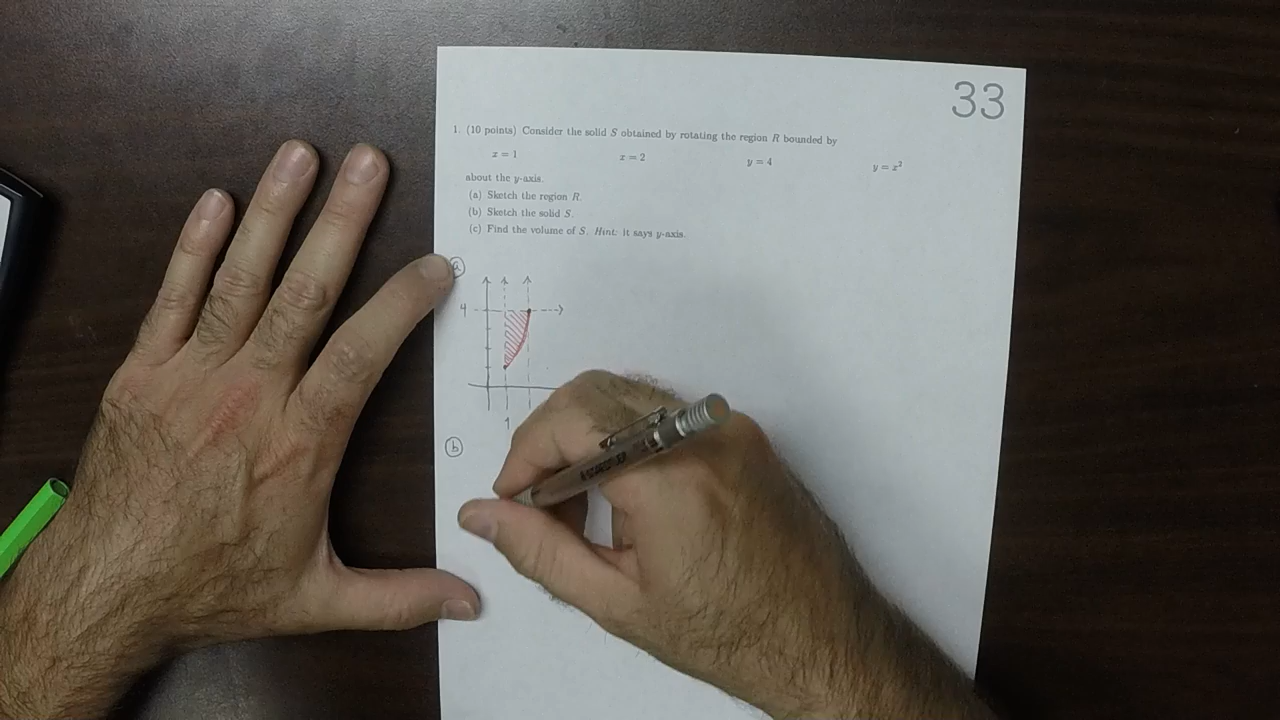 33
1. (10 points) Consider the solid S obtained by rotating the region R bounded by
x = 1 x = 2 y = 4 y = x²
about the y-axis.
(a) Sketch the region R.
(b) Sketch the solid S.
(c) Find the volume of S. Hint: It says y-axis.
a
4
1
b